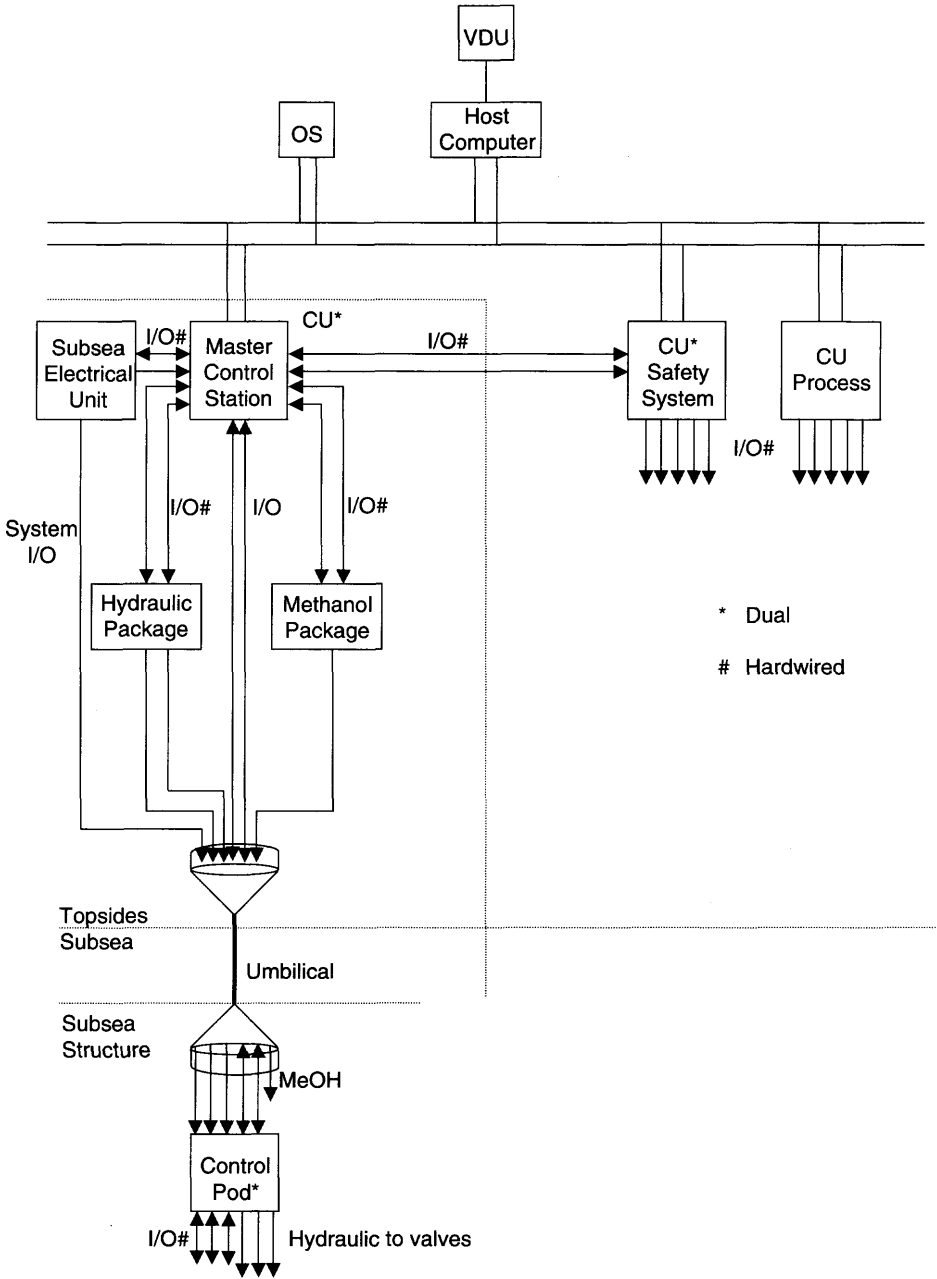 VDU
OS
Host
Computer
CU*
I/O#
Subsea
Electrical
Unit
Master
Control
Station
I/O#
CU*
Safety
System
CU
Process
I/O#
I/O#
I/O
I/O#
System
I/O
Hydraulic
Package
Methanol
Package
* Dual
# Hardwired
Topsides
Subsea
Umbilical
Subsea
Structure
MeOH
Control
Pod*
I/O#
Hydraulic to valves